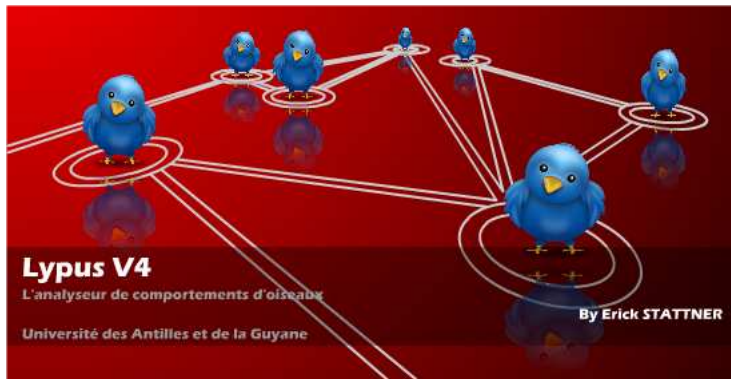 Lypus V4
L'analyseur de comportements d'oiseaux
By Erick STATTNER
Université des Antilles et de la Guyane